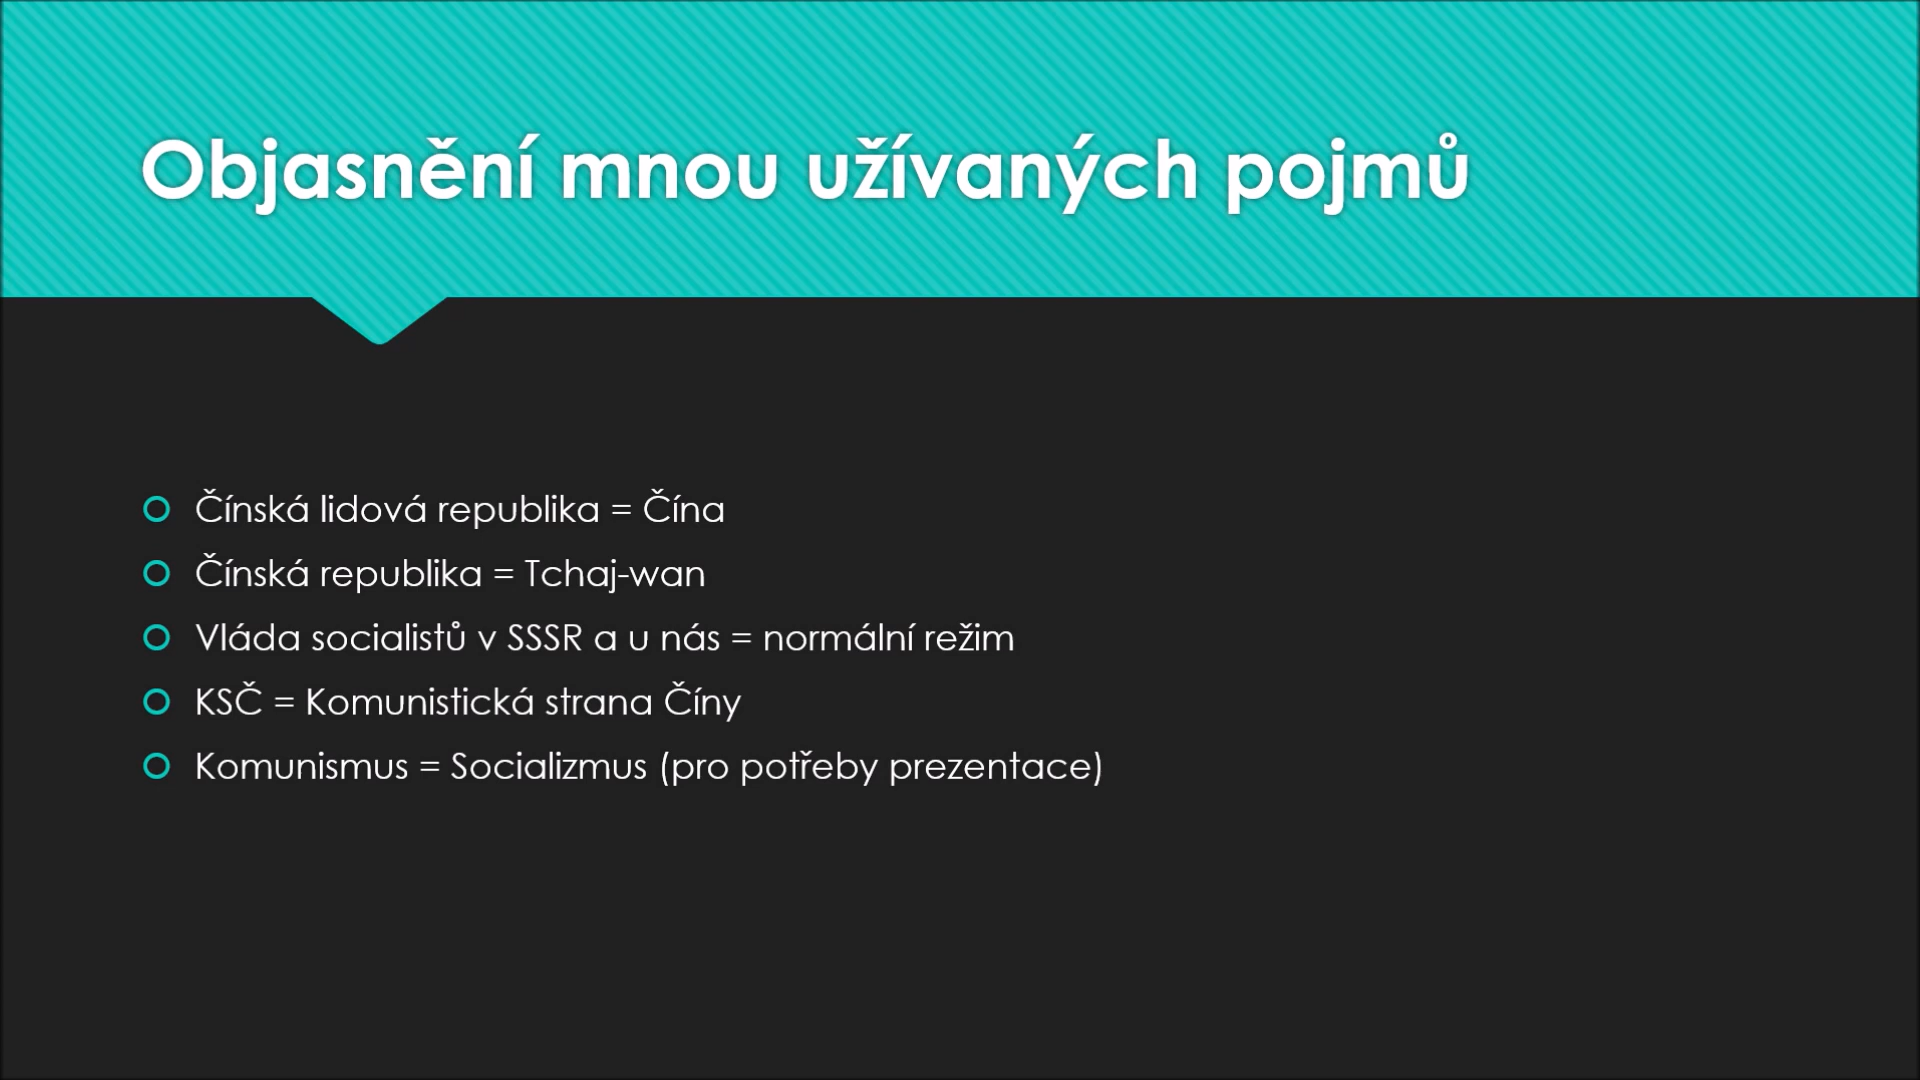 Objasnění mnou užívaných pojmů
Čínská lidová republika = Čína
Čínská republika = Tchaj-wan
Vláda socialistů v SSSR a u nás = normální režim
KSČ = Komunistická strana Číny
Komunismus = Socializmus (pro potřeby prezentace)